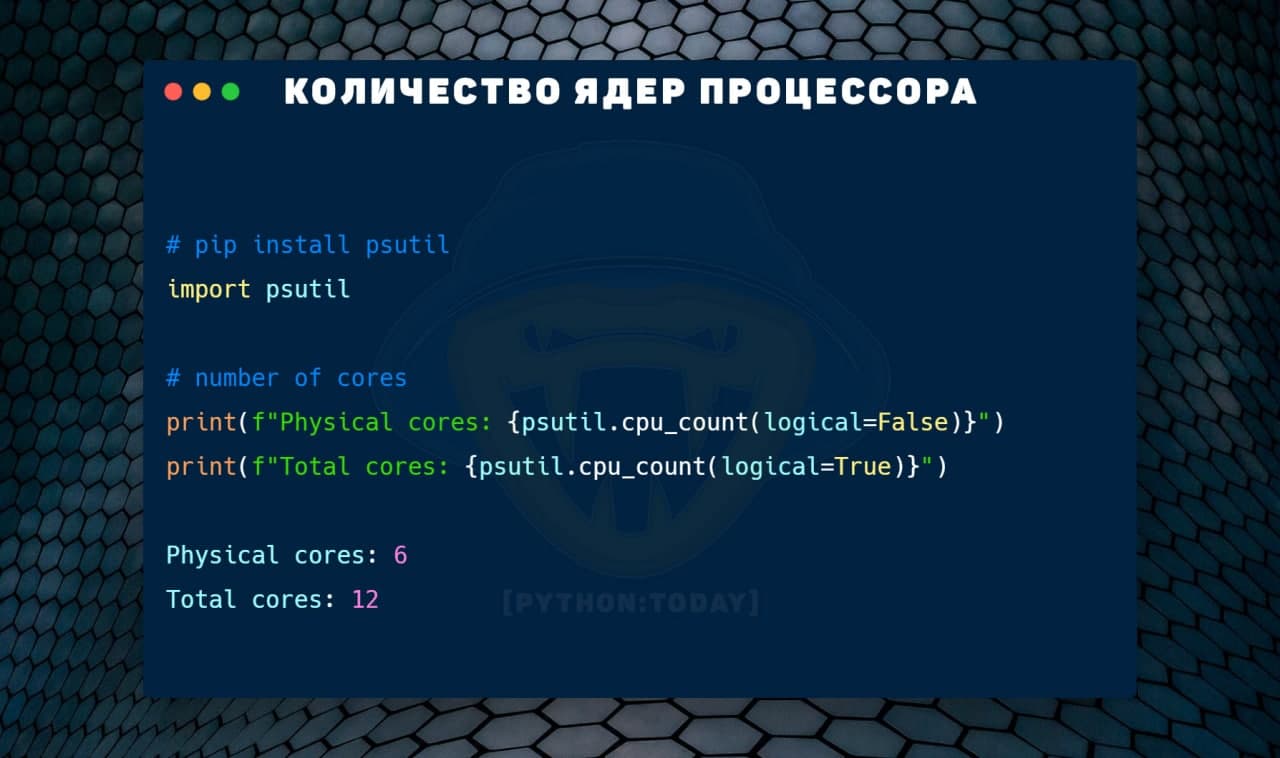 КОЛИЧЕСТВО ЯДЕР ПРОЦЕССОРА
# pip install psutil
import psutil
# number of cores
print(f"Physical cores: {psutil.cpu_count(logical=False)}")
print(f"Total cores: {psutil.cpu_count(logical=True)}")
Physical cores: 6
Total cores: 12
[PYTHON:TODAY]